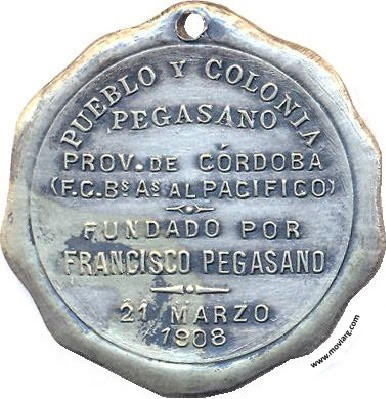 PUEBLO Y COLONIA
PEGASANO
PROV. DE CÓRDOBA
(F.C.Bs As AL PACIFICO)
FUNDADO POR
FRANCISCO PEGASANO
21 MARZO
1908
www.moviarg.com